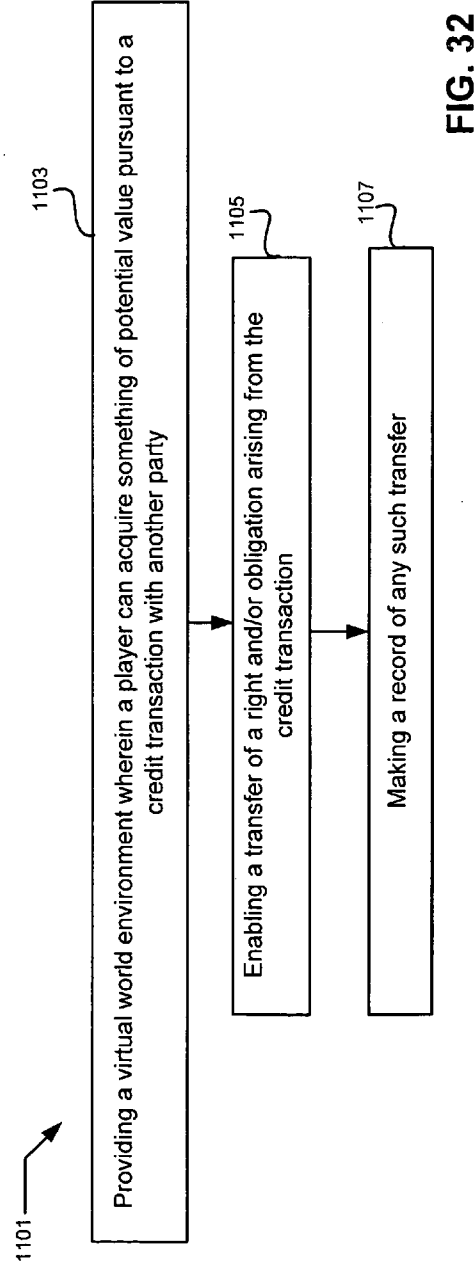 1101
1103
Providing a virtual world environment wherein a player can acquire something of potential value pursuant to a
credit transaction with another party
1105
Enabling a transfer of a right and/or obligation arising from the
credit transaction
1107
Making a record of any such transfer
FIG. 32